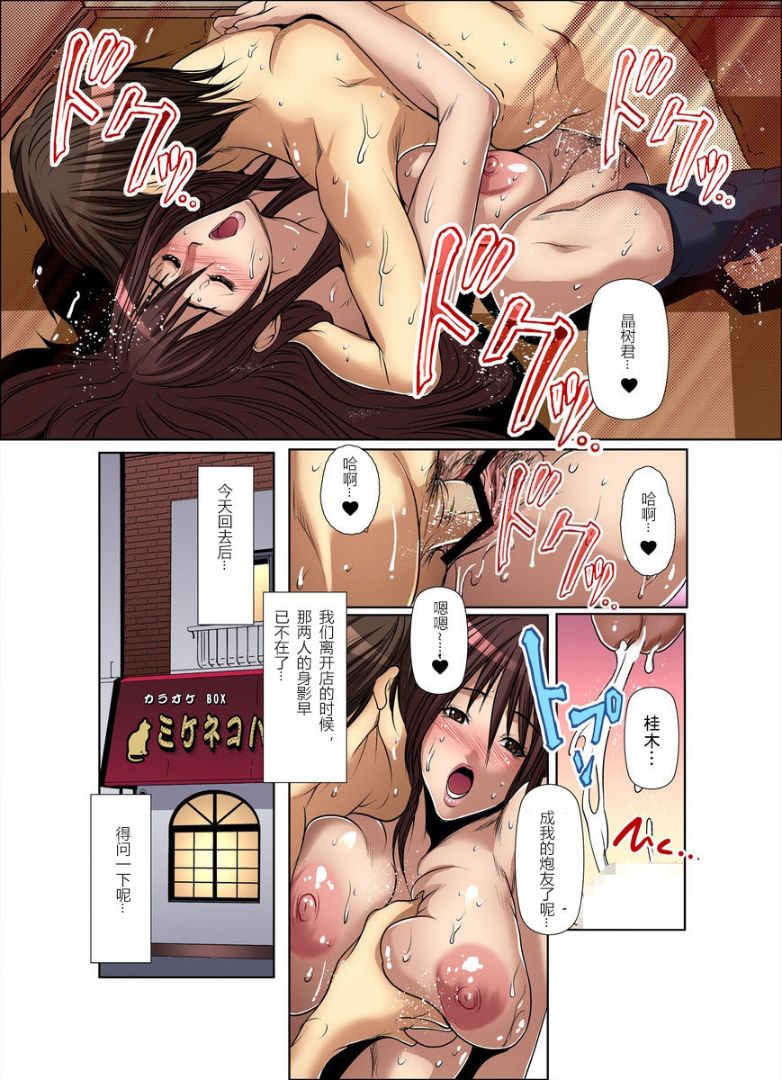 ドクッ‥
ドクッ‥
ドクッ‥
晶树君…♥
ドクッ‥
哈啊…♥
哈啊…♥
桂木…
トプッ
嗯嗯~……♥
成我的炮友了呢…
今天回去后…
我们离开店的时候，
那两人的身影早
已不在了…
カラオケ BOX
ミケネコハ
得问一下呢…